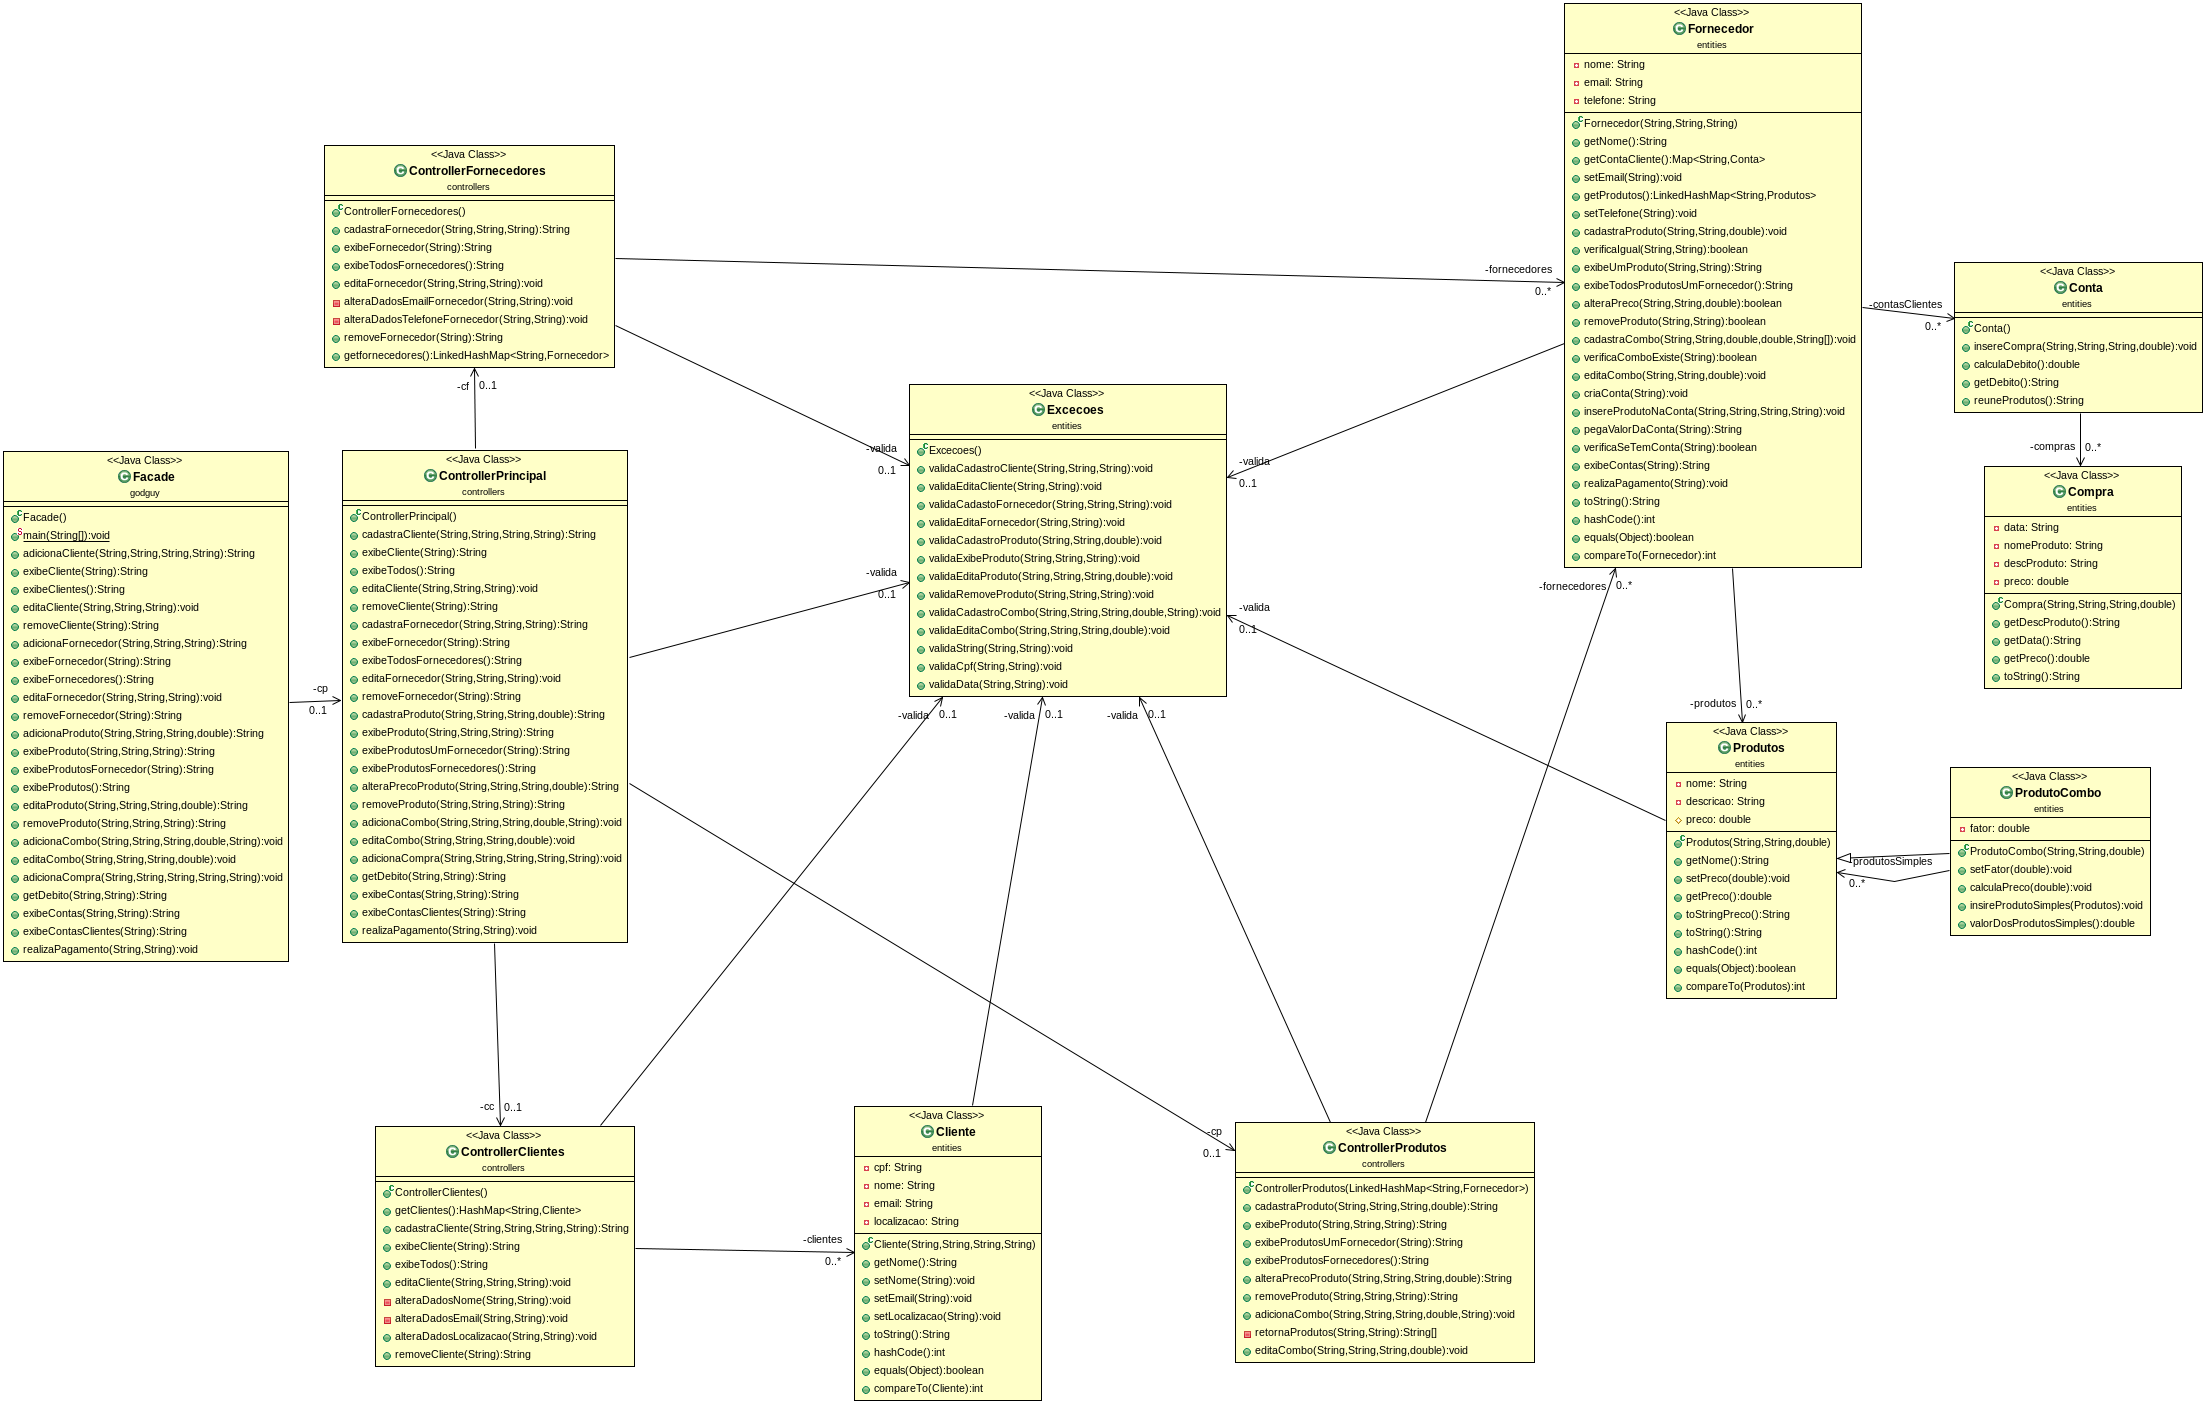 <<Java Class>>
Fornecedor
entities
nome: String
email: String
telefone: String
Fornecedor(String,String,String)
getNome():String
getContaCliente():Map<String,Conta>
setEmail(String):void
getProdutos():LinkedHashMap<String,Produtos>
setTelefone(String):void
cadastraProduto(String,String,double):void
verificaIgual(String,String):boolean
exibeUmProduto(String,String):String
exibeTodosProdutosUmFornecedor():String
alteraPreco(String,String,double):boolean
removeProduto(String,String):boolean
cadastraCombo(String,String,double,double,String[]):void
verificaComboExiste(String):boolean
editaCombo(String,String,double):void
criaConta(String):void
insereProdutoNaConta(String,String,String,String):void
pegaValorDaConta(String):String
verificaSeTemConta(String):boolean
exibeContas(String):String
realizaPagamento(String):void
toString():String
hashCode():int
equals(Object):boolean
compareTo(Fornecedor):int
<<Java Class>>
ControllerFornecedores
controllers
ControllerFornecedores()
cadastraFornecedor(String,String,String):String
exibeFornecedor(String):String
exibeTodosFornecedores():String
editaFornecedor(String,String,String):void
alteraDadosEmailFornecedor(String,String):void
alteraDadosTelefoneFornecedor(String,String):void
removeFornecedor(String):String
getfornecedores():LinkedHashMap<String,Fornecedor>
-fornecedores
0..*
-contasClientes
0..*
<<Java Class>>
Conta
entities
Conta()
insereCompra(String,String,String,double):void
calculaDebito():double
getDebito():String
reuneProdutos():String
-compras
0..*
<<Java Class>>
Compra
entities
data: String
nomeProduto: String
descProduto: String
preco: double
Compra(String,String,String,double)
getDescProduto():String
getData():String
getPreco():double
toString():String
-cf
0..1
-valida
0..1
<<Java Class>>
Excecoes
entities
Excecoes()
validaCadastroCliente(String,String,String):void
validaEditaCliente(String,String):void
validaCadastoFornecedor(String,String,String):void
validaEditaFornecedor(String,String):void
validaCadastroProduto(String,String,double):void
validaExibeProduto(String,String,String):void
validaEditaProduto(String,String,String,double):void
validaRemoveProduto(String,String,String):void
validaCadastroCombo(String,String,String,double,String):void
validaEditaCombo(String,String,String,double):void
validaString(String,String):void
validaCpf(String,String):void
validaData(String,String):void
-valida
0..1
-valida
0..1
-valida
0..1
-valida
0..1
-valida
0..1
-valida
0..1
<<Java Class>>
Facade
godguy
Facade()
main(String[]):void
adicionaCliente(String,String,String,String):String
exibeCliente(String):String
exibeClientes():String
editaCliente(String,String,String):void
removeCliente(String):String
adicionaFornecedor(String,String,String):String
exibeFornecedor(String):String
exibeFornecedores():String
editaFornecedor(String,String,String):void
removeFornecedor(String):String
adicionaProduto(String,String,String,double):String
exibeProduto(String,String,String):String
exibeProdutosFornecedor(String):String
exibeProdutos():String
editaProduto(String,String,String,double):String
removeProduto(String,String,String):String
adicionaCombo(String,String,String,double,String):void
editaCombo(String,String,String,double):void
adicionaCompra(String,String,String,String,String):void
getDebito(String,String):String
exibeContas(String,String):String
exibeContasClientes(String):String
realizaPagamento(String,String):void
-cp
0..1
<<Java Class>>
ControllerPrincipal
controllers
ControllerPrincipal()
cadastraCliente(String,String,String,String):String
exibeCliente(String):String
exibeTodos():String
editaCliente(String,String,String):void
removeCliente(String):String
cadastraFornecedor(String,String,String):String
exibeFornecedor(String):String
exibeTodosFornecedores():String
editaFornecedor(String,String,String):void
removeFornecedor(String):String
cadastraProduto(String,String,String,double):String
exibeProduto(String,String,String):String
exibeProdutosUmFornecedor(String):String
exibeProdutosFornecedores():String
alteraPrecoProduto(String,String,String,double):String
removeProduto(String,String,String):String
adicionaCombo(String,String,String,double,String):void
editaCombo(String,String,String,double):void
adicionaCompra(String,String,String,String,String):void
getDebito(String,String):String
exibeContas(String,String):String
exibeContasClientes(String):String
realizaPagamento(String,String):void
-fornecedores
0..*
-produtos
0..*
<<Java Class>>
Produtos
entities
nome: String
descricao: String
preco: double
Produtos(String,String,double)
getNome():String
setPreco(double):void
getPreco():double
toStringPreco():String
toString():String
hashCode():int
equals(Object):boolean
compareTo(Produtos):int
-produtosSimples
0..*
<<Java Class>>
ProdutoCombo
entities
fator: double
ProdutoCombo(String,String,double)
setFator(double):void
calculaPreco(double):void
insireProdutoSimples(Produtos):void
valorDosProdutosSimples():double
-cc
0..1
<<Java Class>>
ControllerClientes
controllers
ControllerClientes()
getClientes():HashMap<String,Cliente>
cadastraCliente(String,String,String,String):String
exibeCliente(String):String
exibeTodos():String
editaCliente(String,String,String):void
alteraDadosNome(String,String):void
alteraDadosEmail(String,String):void
alteraDadosLocalizacao(String,String):void
removeCliente(String):String
-clientes
0..*
<<Java Class>>
Cliente
entities
cpf: String
nome: String
email: String
localizacao: String
Cliente(String,String,String,String)
getNome():String
setNome(String):void
setEmail(String):void
setLocalizacao(String):void
toString():String
hashCode():int
equals(Object):boolean
compareTo(Cliente):int
-cp
0..1
<<Java Class>>
ControllerProdutos
controllers
ControllerProdutos(LinkedHashMap<String,Fornecedor>)
cadastraProduto(String,String,String,double):String
exibeProduto(String,String,String):String
exibeProdutosUmFornecedor(String):String
exibeProdutosFornecedores():String
alteraPrecoProduto(String,String,String,double):String
removeProduto(String,String,String):String
adicionaCombo(String,String,String,double,String):void
retornaProdutos(String,String):String[]
editaCombo(String,String,String,double):void